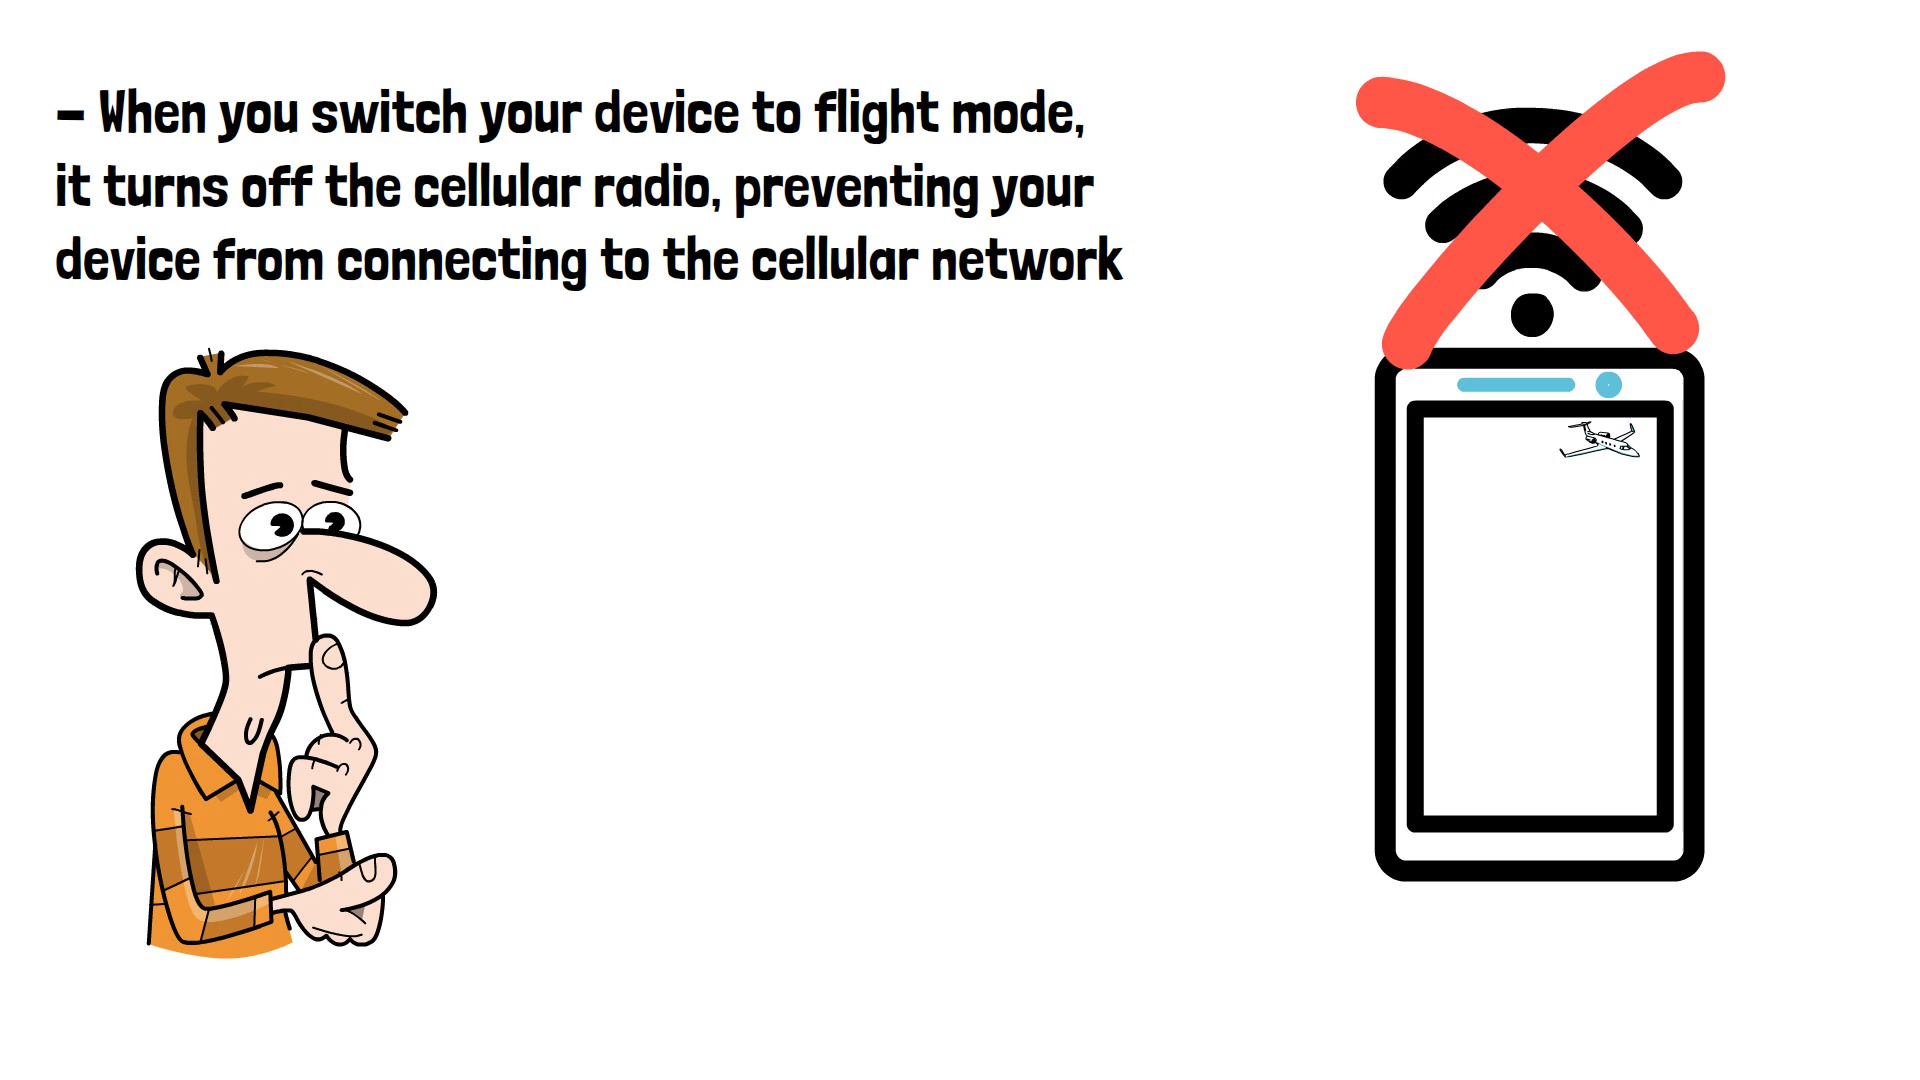 – When you switch your device to flight mode,
it turns off the cellular radio, preventing your
device from connecting to the cellular network